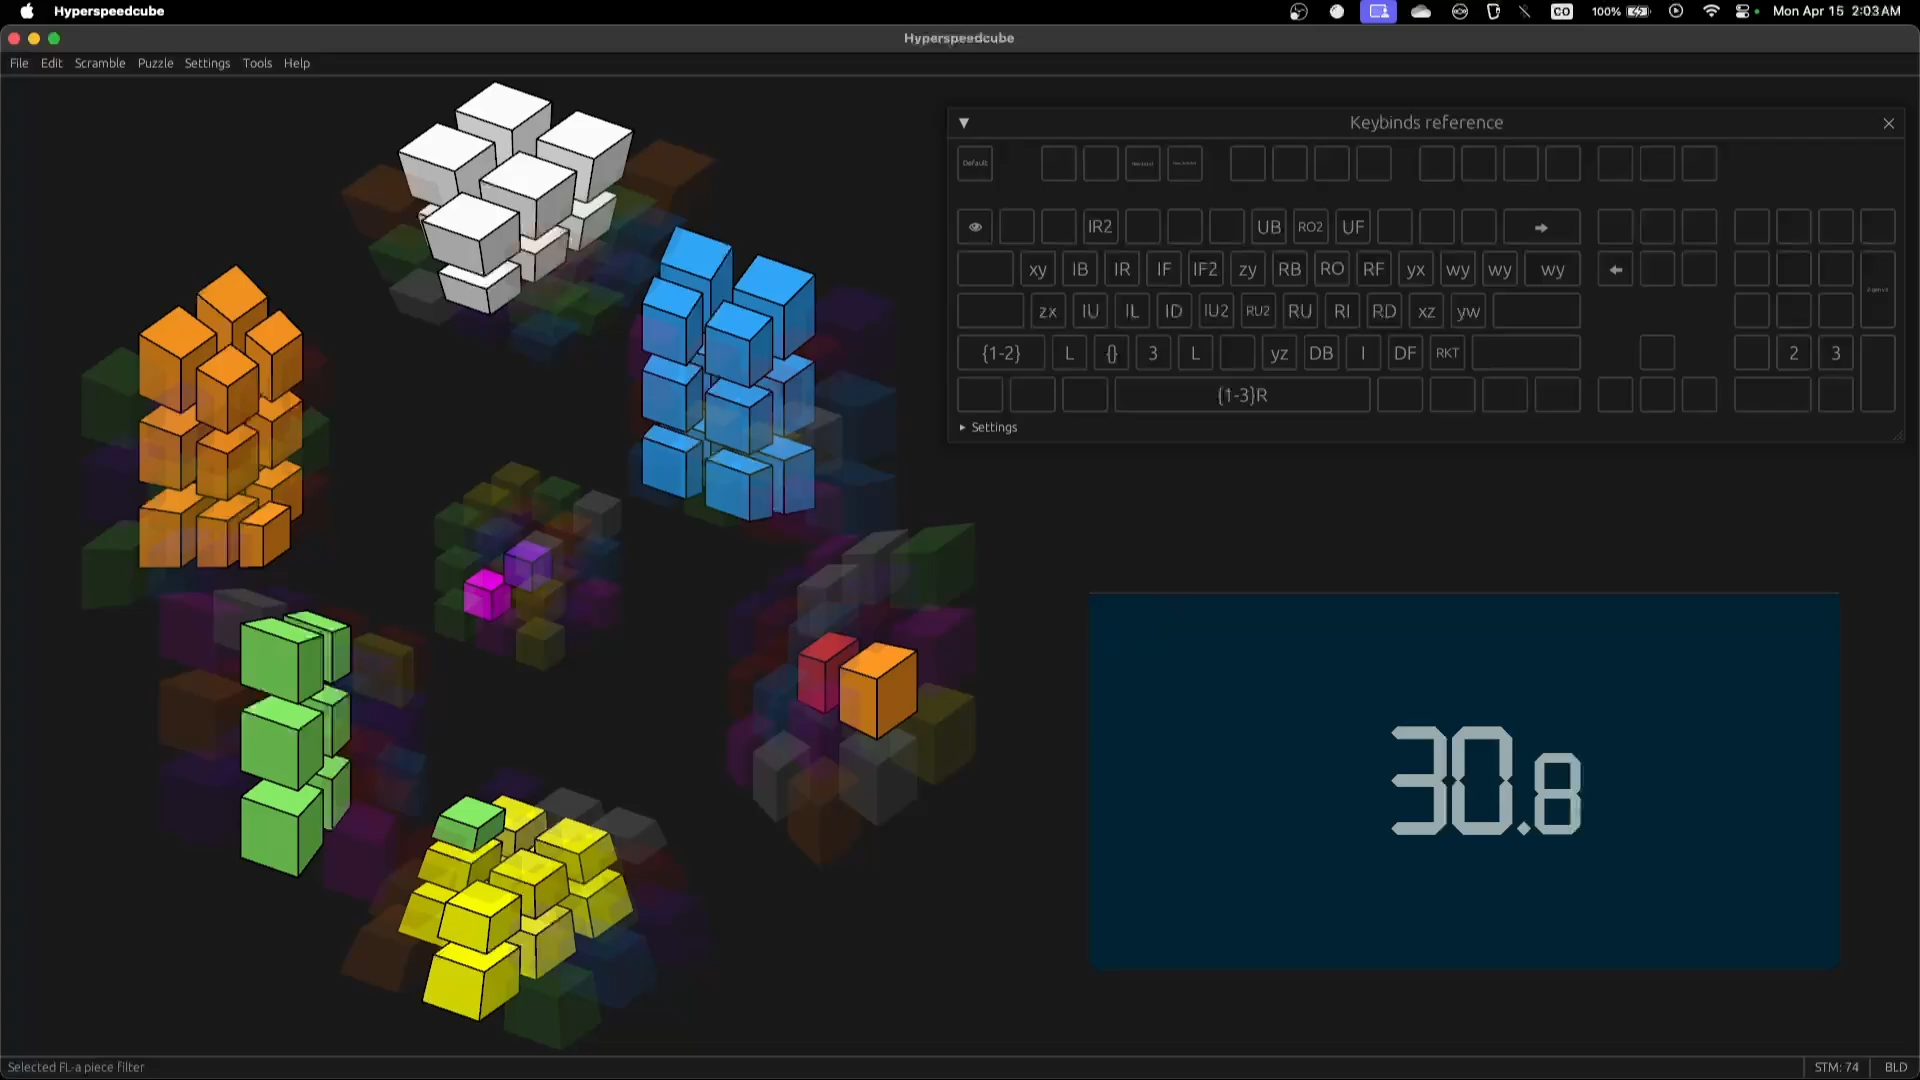 Hyperspeedcube
CO 100% Mon Apr 15 2:03 AM
Hyperspeedcube
File Edit Scramble Puzzle Settings Tools Help
Keybinds reference
Default
IR2 UB RO2 UF
xy IB IR IF IF2 zy RB RO RF yx wy wy wy
zx IU IL ID IU2 RU2 RU RI RD xz yw
{1-2} L {} 3 L yz DB I DF RKT 2 3
{1-3}R
Settings
30.8
Selected FL-a piece filter
STM: 74 BLD